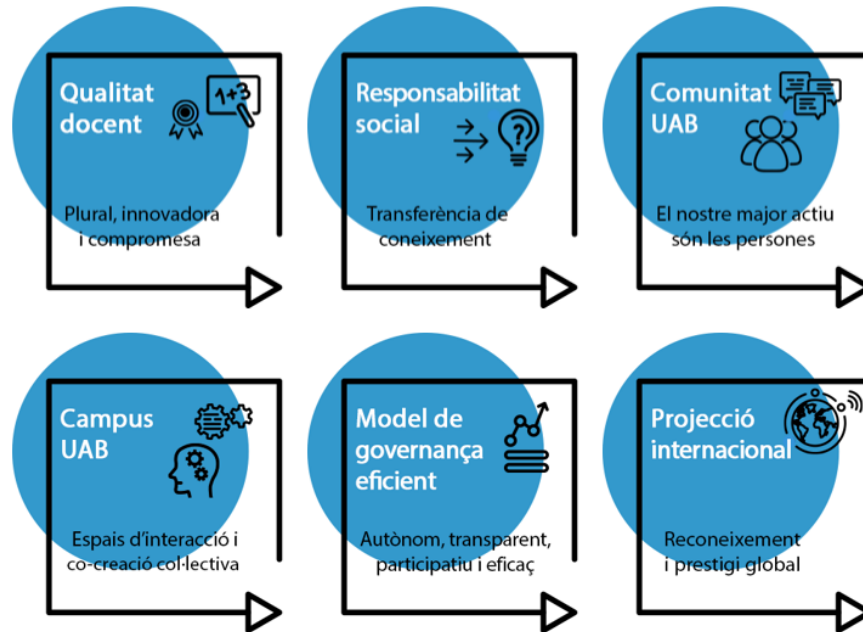 Qualitat
docent
1+3
Plural, innovadora
i compromesa
Responsabilitat
social
?
Transferència de
coneixement
Comunitat
UAB
El nostre major actiu
són les persones
Campus
UAB
Espais d'interacció i
co-creació col·lectiva
Model de
governança
eficient
Autònom, transparent,
participatiu i eficaç
Projecció
internacional
Reconeixement
i prestigi global